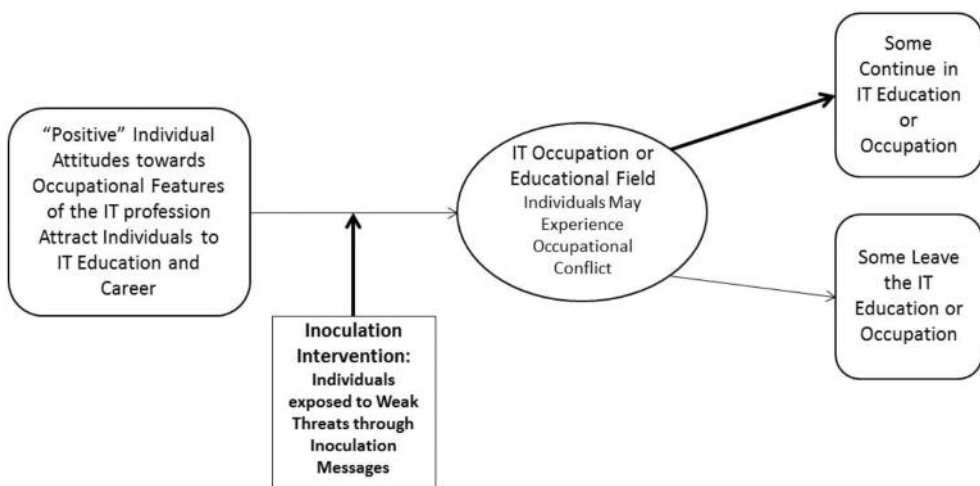 “Positive” Individual
Attitudes towards
Occupational Features
of the IT profession
Attract Individuals to
IT Education and
Career
Inoculation
Intervention:
Individuals
exposed to Weak
Threats through
Inoculation
Messages
IT Occupation or
Educational Field
Individuals May
Experience
Occupational
Conflict
Some
Continue in
IT Education
or
Occupation
Some Leave
the IT
Education or
Occupation